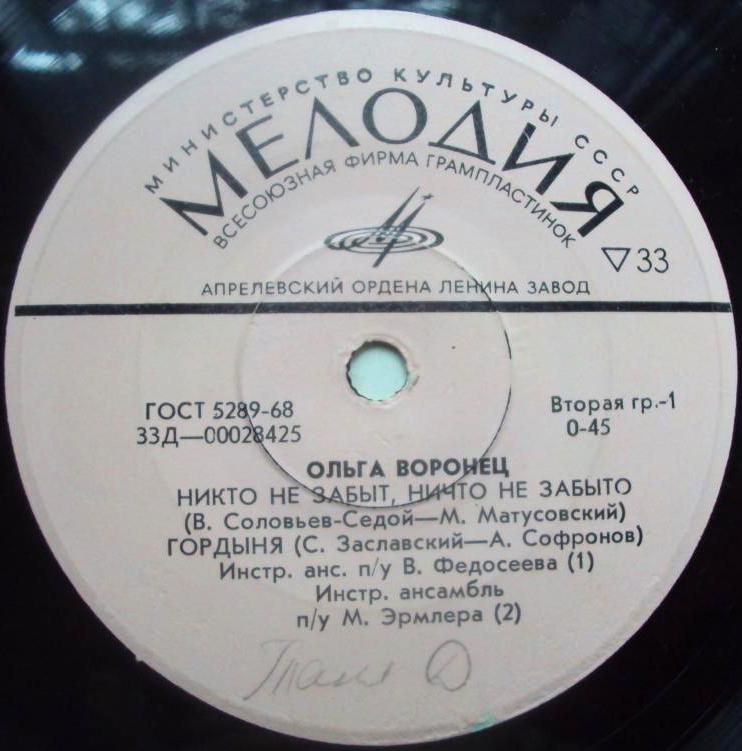 МИНИСТЕРСТВО КУЛЬТУРЫ СССР
МЕЛОДИЯ
ВСЕСОЮЗНАЯ ФИРМА ГРАМПЛАСТИНОК
33
АПРЕЛЕВСКИЙ ОРДЕНА ЛЕНИНА ЗАВОД
ГОСТ 5289-68
Вторая гр.-1
33Д—00028425
0-45
ОЛЬГА ВОРОНЕЦ
НИКТО НЕ ЗАБЫТ, НИЧТО НЕ ЗАБЫТО
(В. Соловьев-Седой—М. Матусовский)
ГОРДЫНЯ (С. Заславский—А. Софронов)
Инстр. анс. п/у В. Федосеева (1)
Инстр. ансамбль
п/у М. Эрмлера (2)
Таня Д